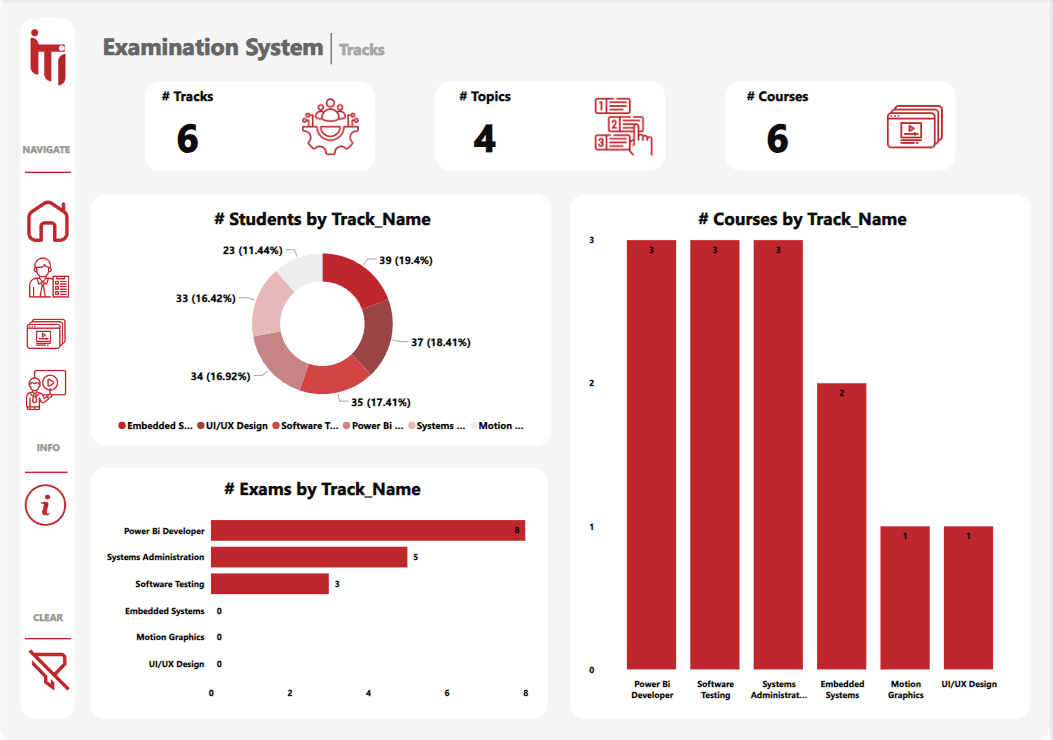 iTi
Examination System | Tracks
# Tracks
6
# Topics
4
1
2
3
# Courses
6
NAVIGATE
INFO
i
CLEAR
# Students by Track_Name
23 (11.44%)
39 (19.4%)
33 (16.42%)
37 (18.41%)
34 (16.92%)
35 (17.41%)
Embedded S... UI/UX Design Software T... Power Bi ... Systems ... Motion ...
# Exams by Track_Name
Power Bi Developer 8
Systems Administration 5
Software Testing 3
Embedded Systems 0
Motion Graphics 0
UI/UX Design 0
0 2 4 6 8
# Courses by Track_Name
3
2
1
0
3 3 3 2 1 1
Power Bi Developer
Software Testing
Systems Administrat...
Embedded Systems
Motion Graphics
UI/UX Design